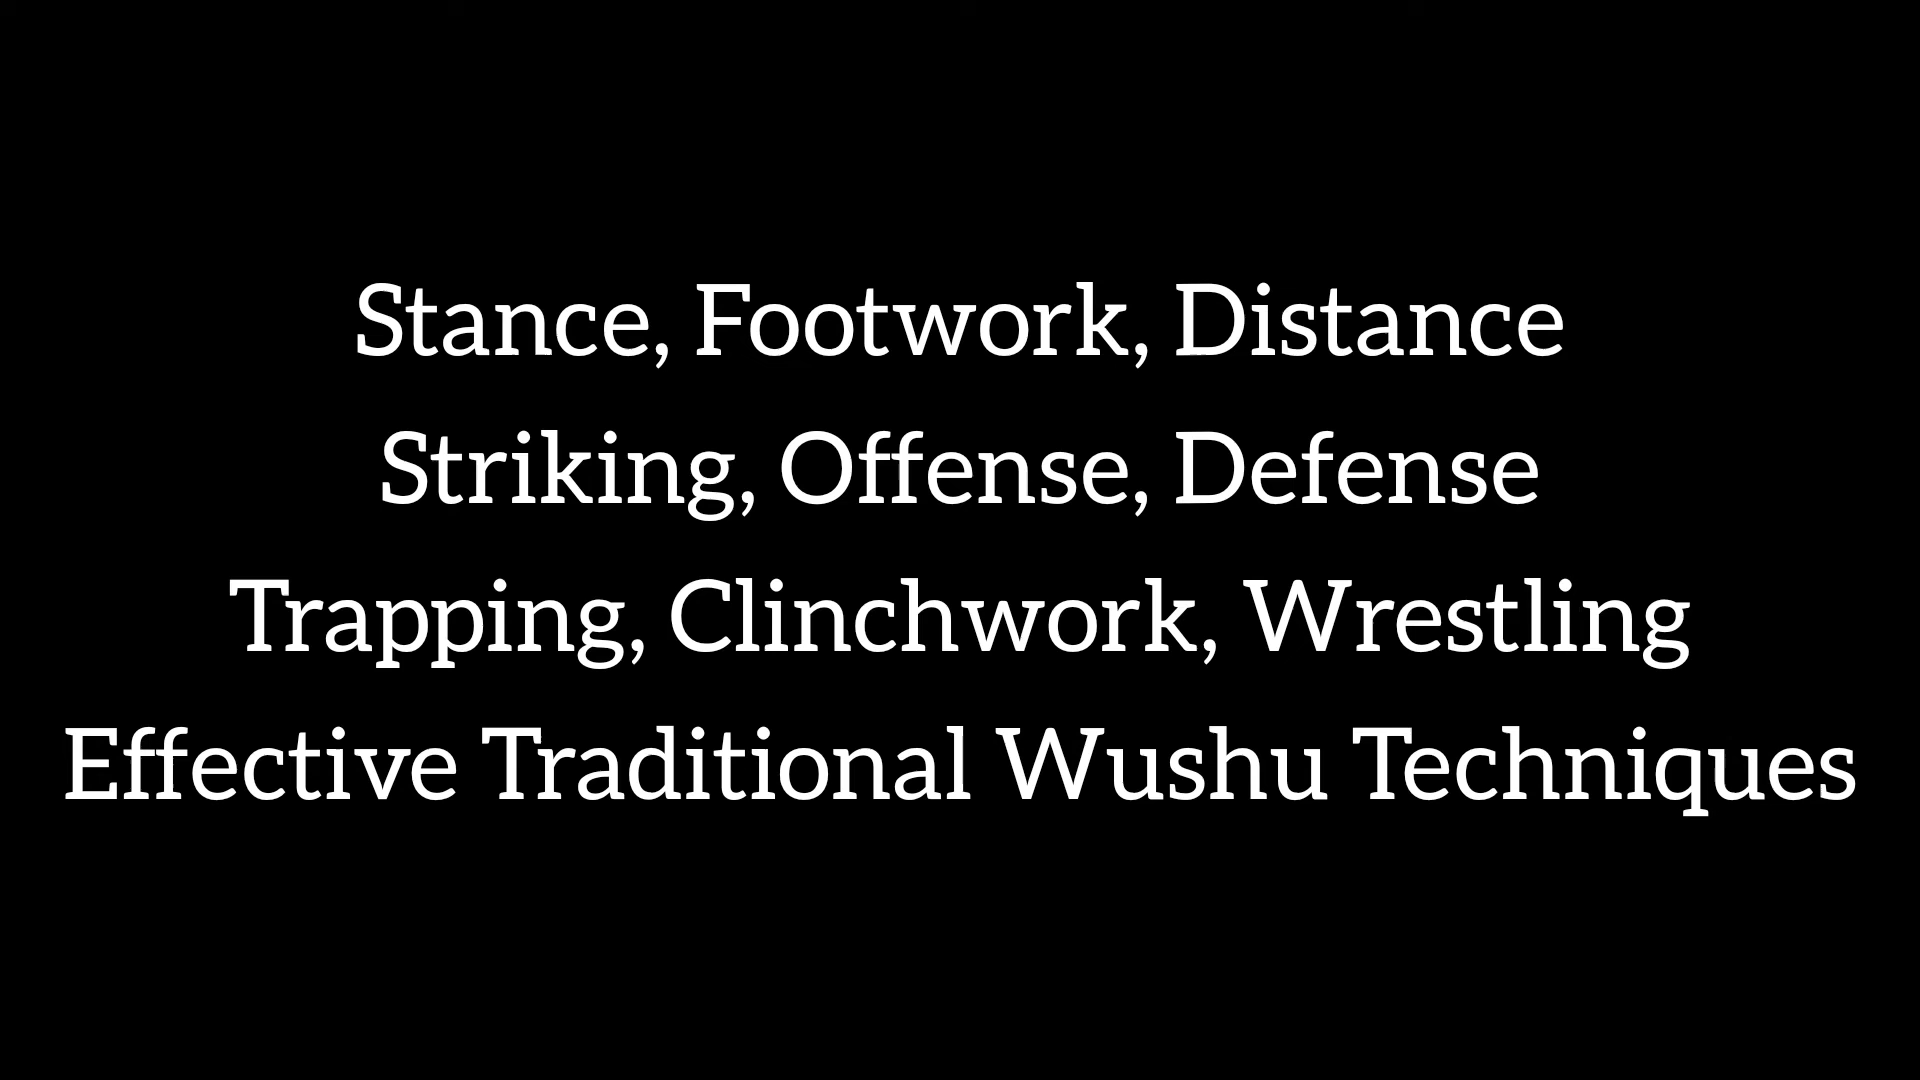 Stance, Footwork, Distance
Striking, Offense, Defense
Trapping, Clinchwork, Wrestling
Effective Traditional Wushu Techniques